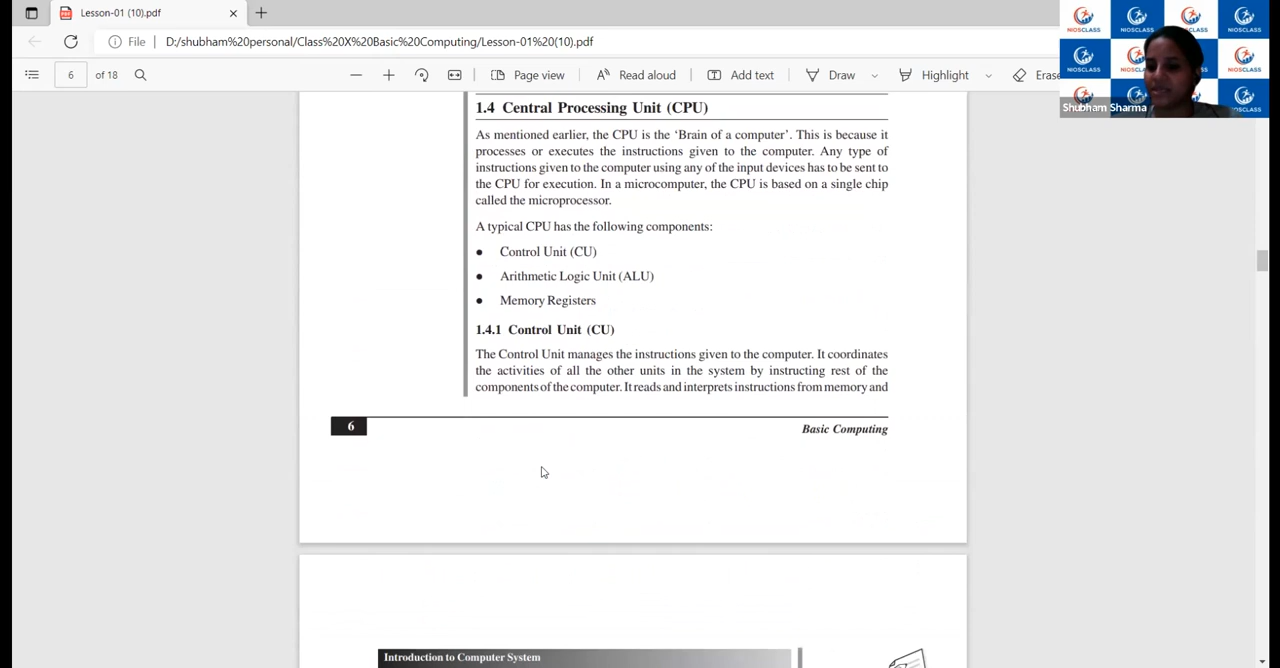 Lesson-01 (10).pdf
File
D:/shubham%20personal/Class%20X%20Basic%20Computing/Lesson-01%20(10).pdf
6 of 18
Page view
Read aloud
Add text
Draw
Highlight
Erase
NIOSCLASS NIOSCLASS NIOSCLASS NIOSCLASS
NIOSCLASS NIOSCLASS
Shubham Sharma
1.4 Central Processing Unit (CPU)
As mentioned earlier, the CPU is the ‘Brain of a computer’. This is because it
processes or executes the instructions given to the computer. Any type of
instructions given to the computer using any of the input devices has to be sent to
the CPU for execution. In a microcomputer, the CPU is based on a single chip
called the microprocessor.
A typical CPU has the following components:
● Control Unit (CU)
● Arithmetic Logic Unit (ALU)
● Memory Registers
1.4.1 Control Unit (CU)
The Control Unit manages the instructions given to the computer. It coordinates
the activities of all the other units in the system by instructing rest of the
components of the computer. It reads and interprets instructions from memory and
6
Basic Computing
Introduction to Computer System